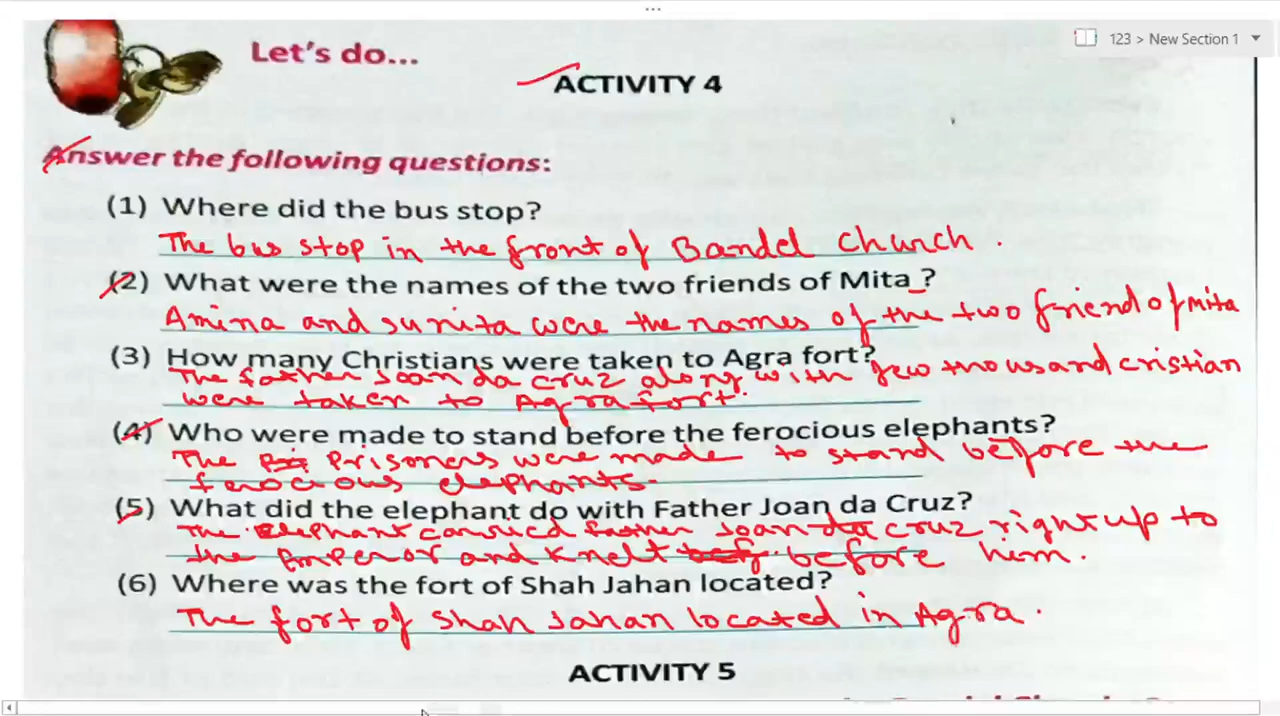 123 > New Section 1
Let's do...
ACTIVITY 4
Answer the following questions:
(1) Where did the bus stop?
The bus stop in the front of Bandel Church.
(2) What were the names of the two friends of Mita?
Amina and sunita were the names of the two friend of Mita
(3) How many Christians were taken to Agra fort?
The father Joan da cruz along with few thousand cristian
were taken to Agra fort.
(4) Who were made to stand before the ferocious elephants?
The prisoners were made to stand before the
ferocious elephants.
(5) What did the elephant do with Father Joan da Cruz?
The Elephant carried father Joan da cruz right up to
the Emperor and knelt before him.
(6) Where was the fort of Shah Jahan located?
The fort of Shah Jahan located in Agra.
ACTIVITY 5